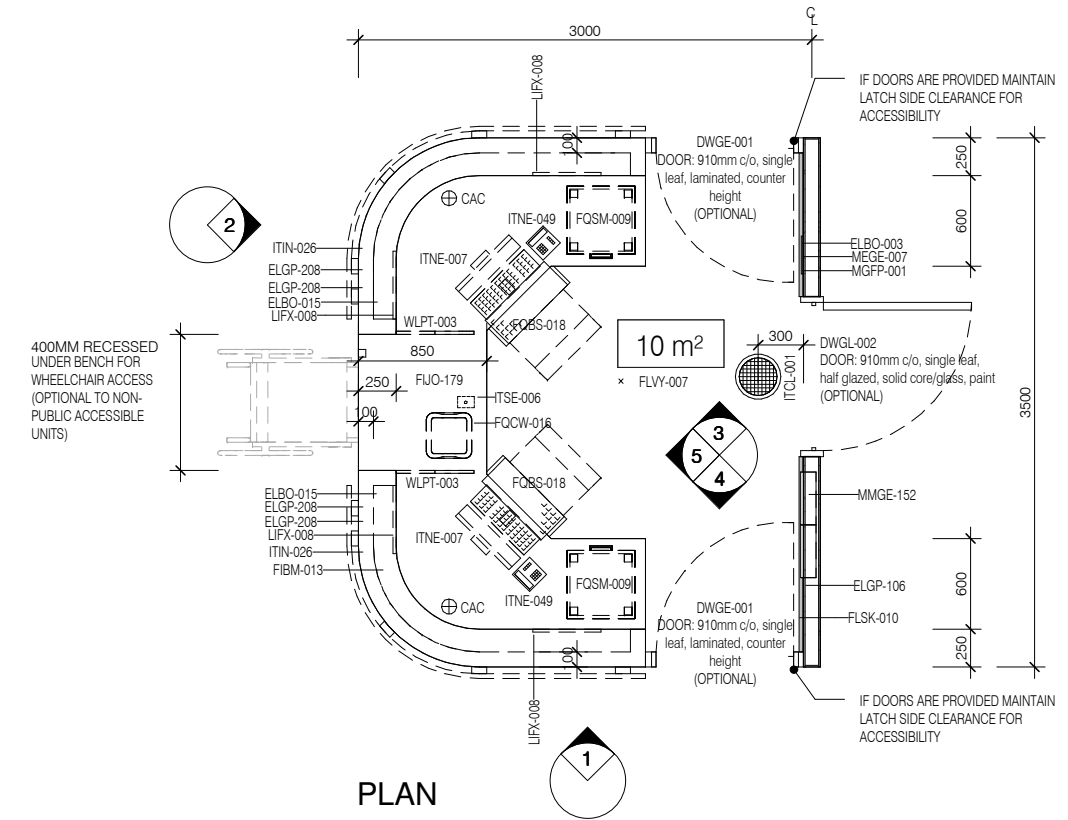 C
L
3000
IF DOORS ARE PROVIDED MAINTAIN
LATCH SIDE CLEARANCE FOR
ACCESSIBILITY
LIFX-008
100
DWGE-001
DOOR: 910mm c/o, single
leaf, laminated, counter
height
(OPTIONAL)
250
600
2
CAC
ITNE-049
FQSM-009
ITNE-007
ITIN-026
ELGP-208
ELGP-208
ELBO-015
LIFX-008
ELBO-003
MEGE-007
MGFP-001
WLPT-003
FQBS-018
400MM RECESSED
UNDER BENCH FOR
WHEELCHAIR ACCESS
(OPTIONAL TO NON-
PUBLIC ACCESSIBLE
UNITS)
850
250
100
FIJO-179
ITSE-006
FQCW-016
10 m²
× FLVY-007
300
ITCL-001
DWGL-002
DOOR: 910mm c/o, single leaf,
half glazed, solid core/glass, paint
(OPTIONAL)
3500
3
5
4
WLPT-003
FQBS-018
ELBO-015
ELGP-208
ELGP-208
LIFX-008
ITIN-026
FIBM-013
ITNE-007
ITNE-049
FQSM-009
CAC
MMGE-152
ELGP-106
FLSK-010
600
250
DWGE-001
DOOR: 910mm c/o, single
leaf, laminated, counter
height
(OPTIONAL)
100
LIFX-008
IF DOORS ARE PROVIDED MAINTAIN
LATCH SIDE CLEARANCE FOR
ACCESSIBILITY
1
PLAN